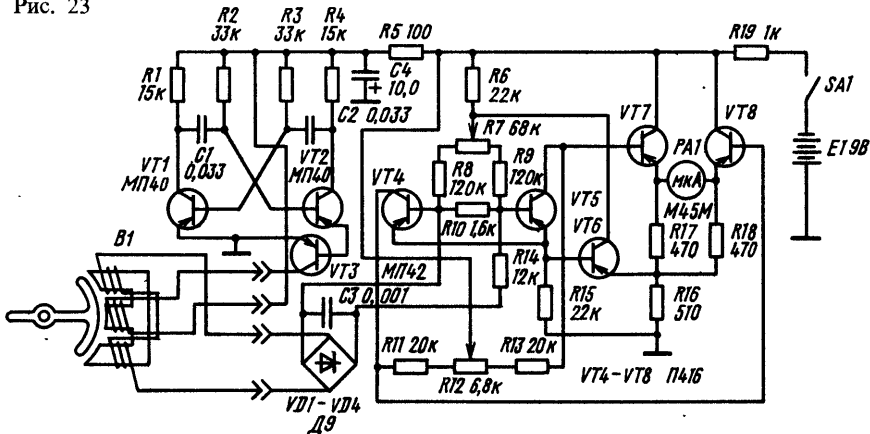 Рис. 23
R2
33к
R3
33к
R4
15к
R5 100
R19 1к
R1
15к
C4
10,0
+
R6
22к
SA1
C2 0,033
R7 68к
VT7
VT8
C1
0,033
VT2
МП40
R8
120к
R9
120к
PA1
E1 9В
VT1
МП40
VT4
VT5
мкА
М45М
R10 1,6к
VT6
R17
470
R18
470
B1
VT3
МП42
R14
12к
C3 0,001
R15
22к
R16
510
R11 20к
R13 20к
R12 6,8к
VT4-VT8 П416
VD1-VD4
Д9